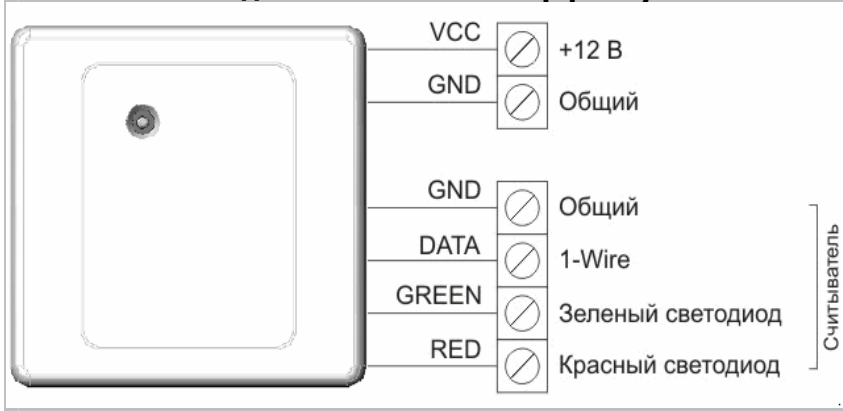 VCC +12 В
GND Общий
GND Общий
DATA 1-Wire
GREEN Зеленый светодиод
RED Красный светодиод
Считыватель